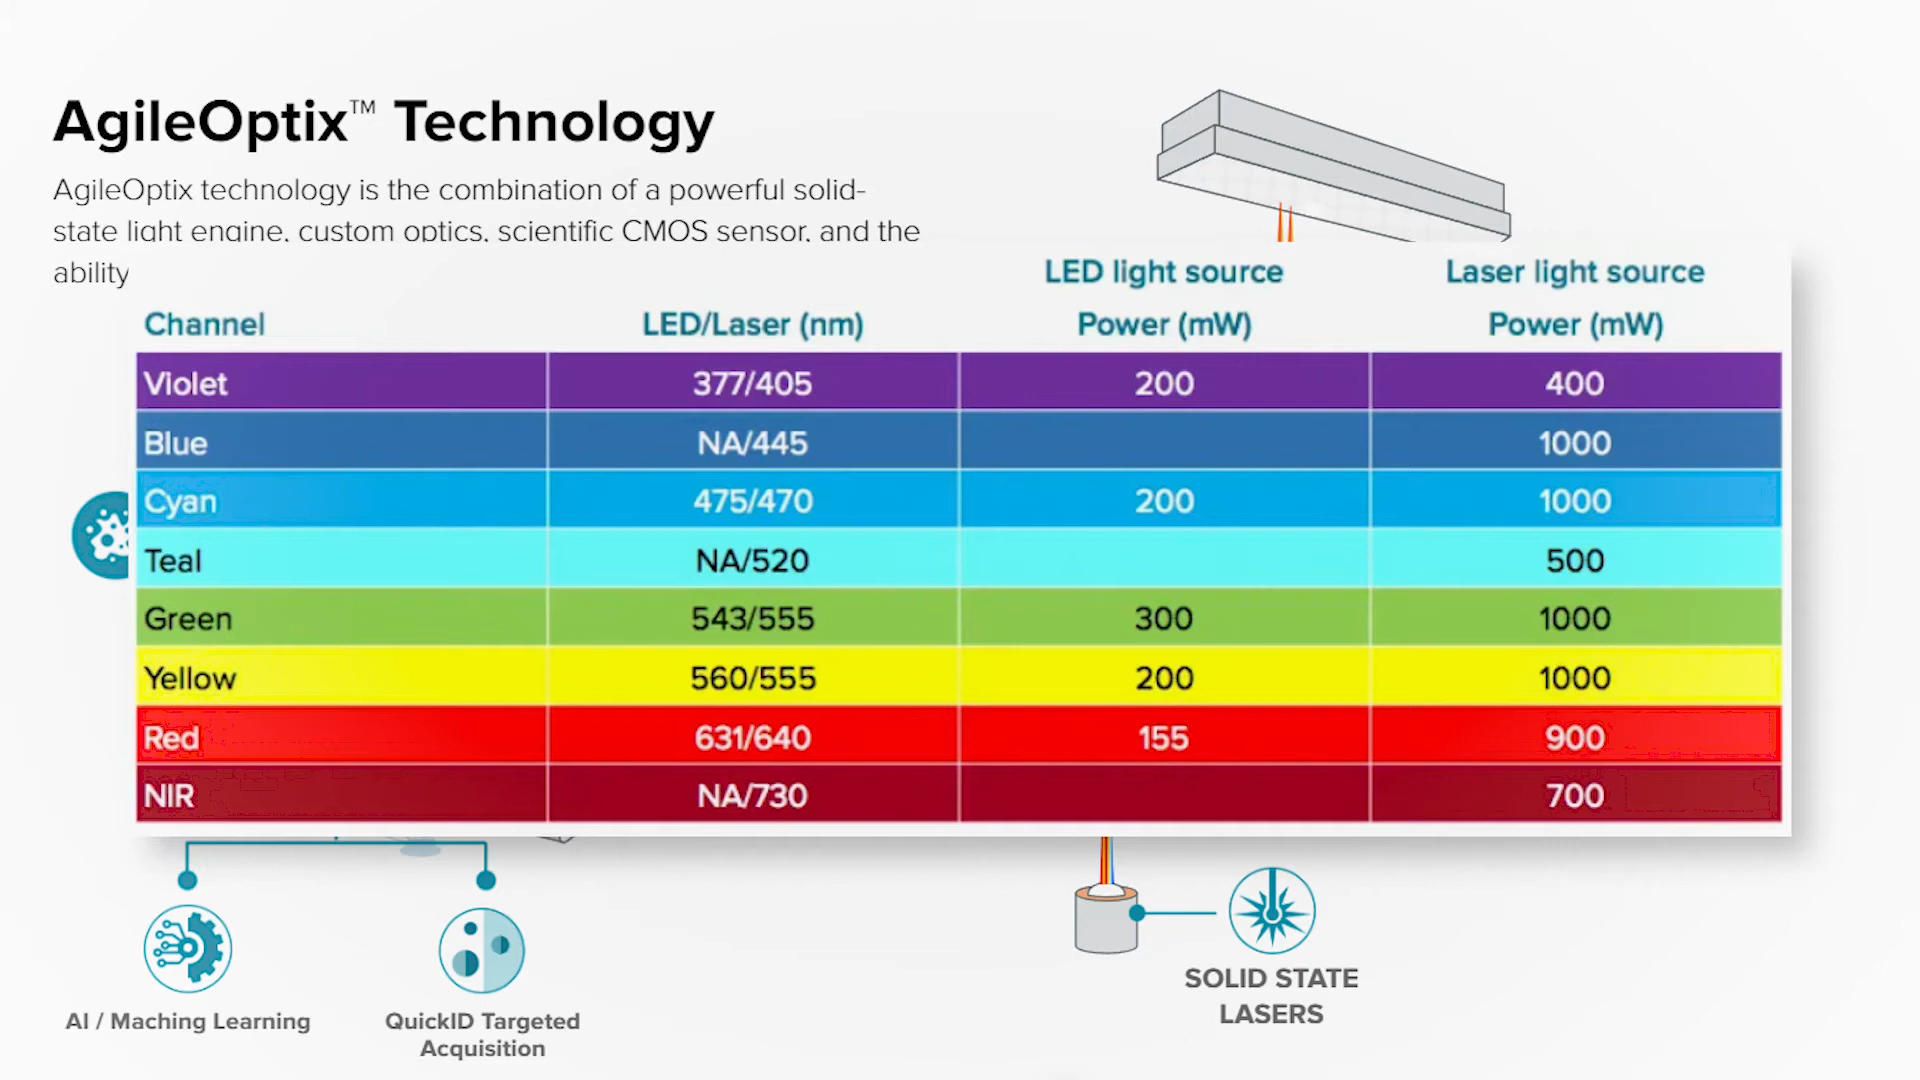 AgileOptix™ Technology
AgileOptix technology is the combination of a powerful solid-
state light engine, custom optics, scientific CMOS sensor, and the
ability
LED light source Laser light source
Channel LED/Laser (nm) Power (mW) Power (mW)
Violet 377/405 200 400
Blue NA/445 1000
Cyan 475/470 200 1000
Teal NA/520 500
Green 543/555 300 1000
Yellow 560/555 200 1000
Red 631/640 155 900
NIR NA/730 700
SOLID STATE
LASERS
AI / Maching Learning
QuickID Targeted
Acquisition